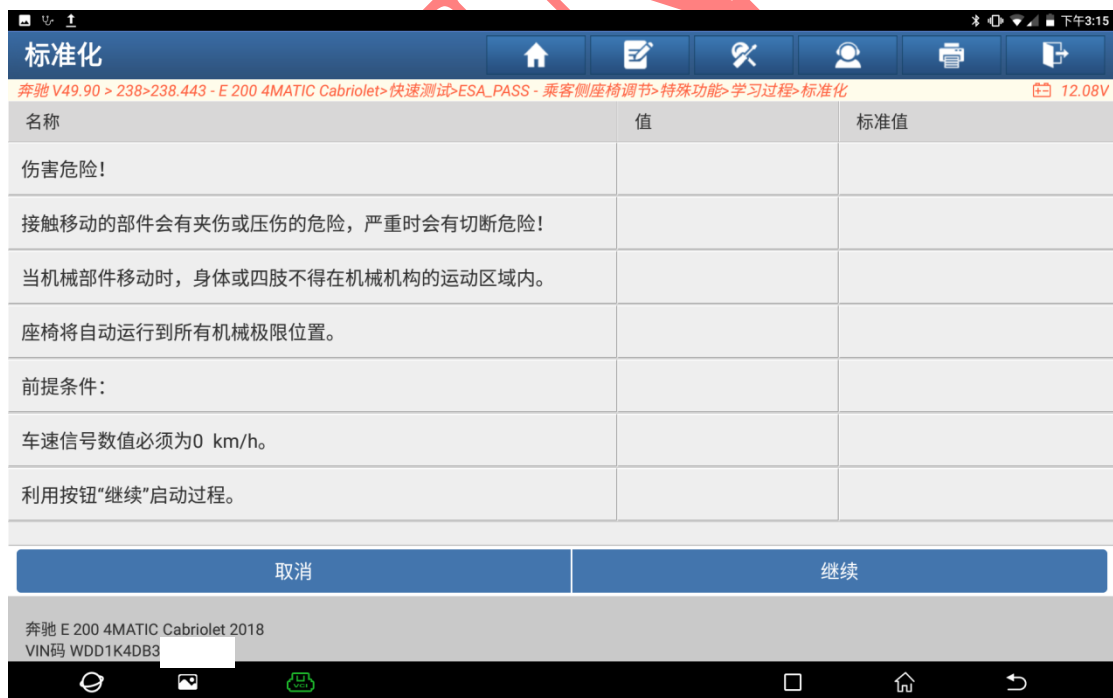 下午3:15
标准化
奔驰 V49.90 > 238>238.443 - E 200 4MATIC Cabriolet>快速测试>ESA_PASS - 乘客侧座椅调节>特殊功能>学习过程>标准化 12.08V
名称 值 标准值
伤害危险!
接触移动的部件会有夹伤或压伤的危险，严重时会有切断危险!
当机械部件移动时，身体或四肢不得在机械机构的运动区域内。
座椅将自动运行到所有机械极限位置。
前提条件：
车速信号数值必须为0 km/h。
利用按钮“继续”启动过程。
取消 继续
奔驰 E 200 4MATIC Cabriolet 2018
VIN码 WDD1K4DB3
VCI